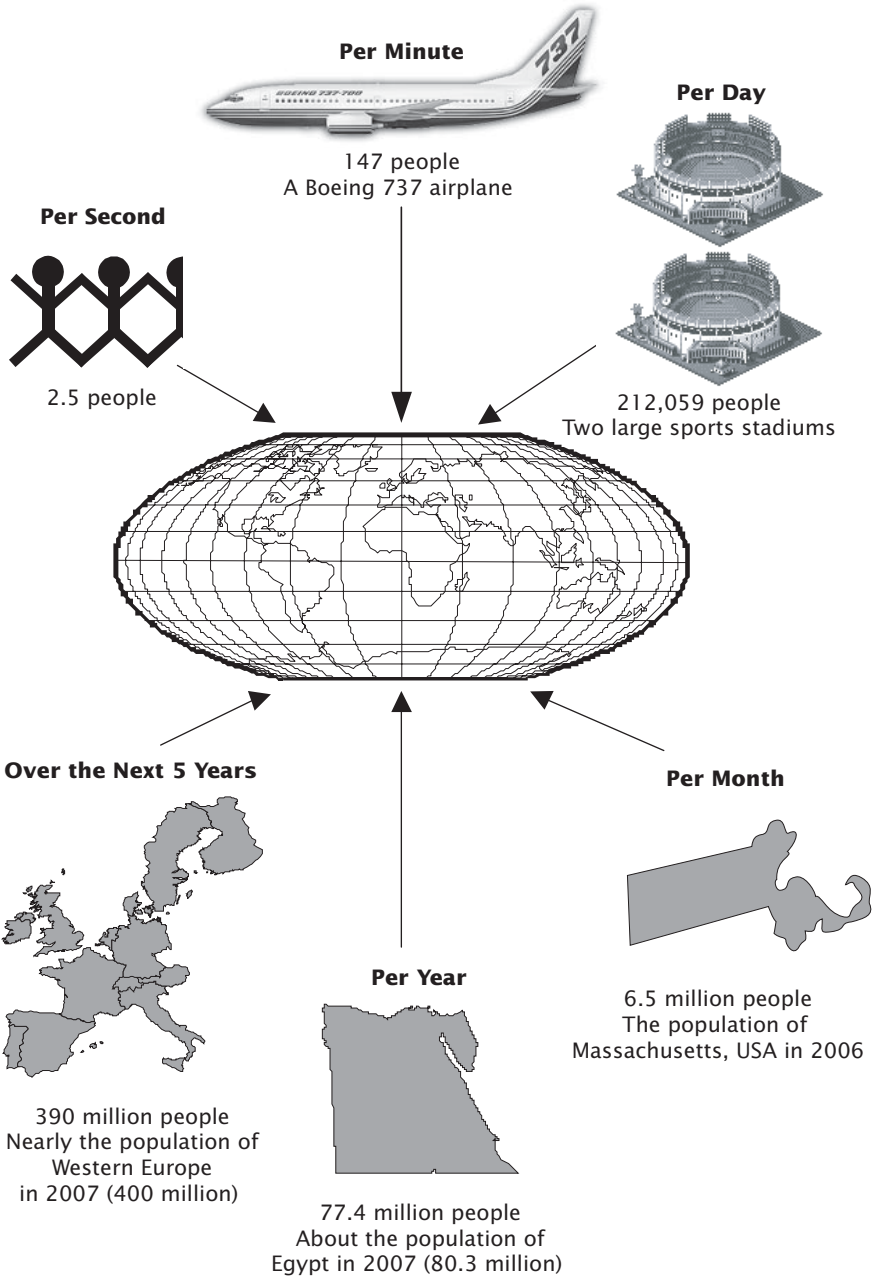 Per Minute
737
BOEING 737-700
147 people
A Boeing 737 airplane
Per Day
212,059 people
Two large sports stadiums
Per Second
2.5 people
Over the Next 5 Years
390 million people
Nearly the population of
Western Europe
in 2007 (400 million)
Per Year
77.4 million people
About the population of
Egypt in 2007 (80.3 million)
Per Month
6.5 million people
The population of
Massachusetts, USA in 2006